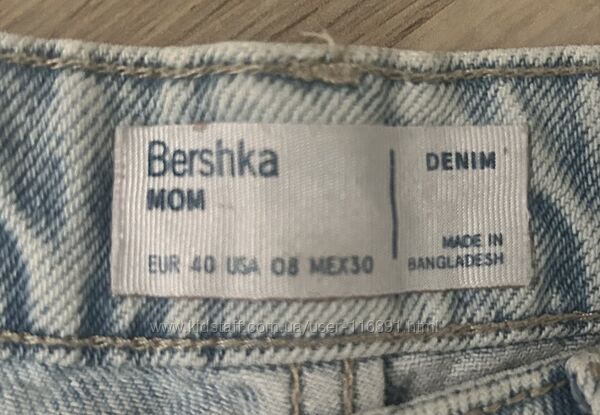 Bershka
MOM
EUR 40 USA 08 MEX30
DENIM
MADE IN
BANGLADESH
www.kidstaff.com.ua/user-116891.html